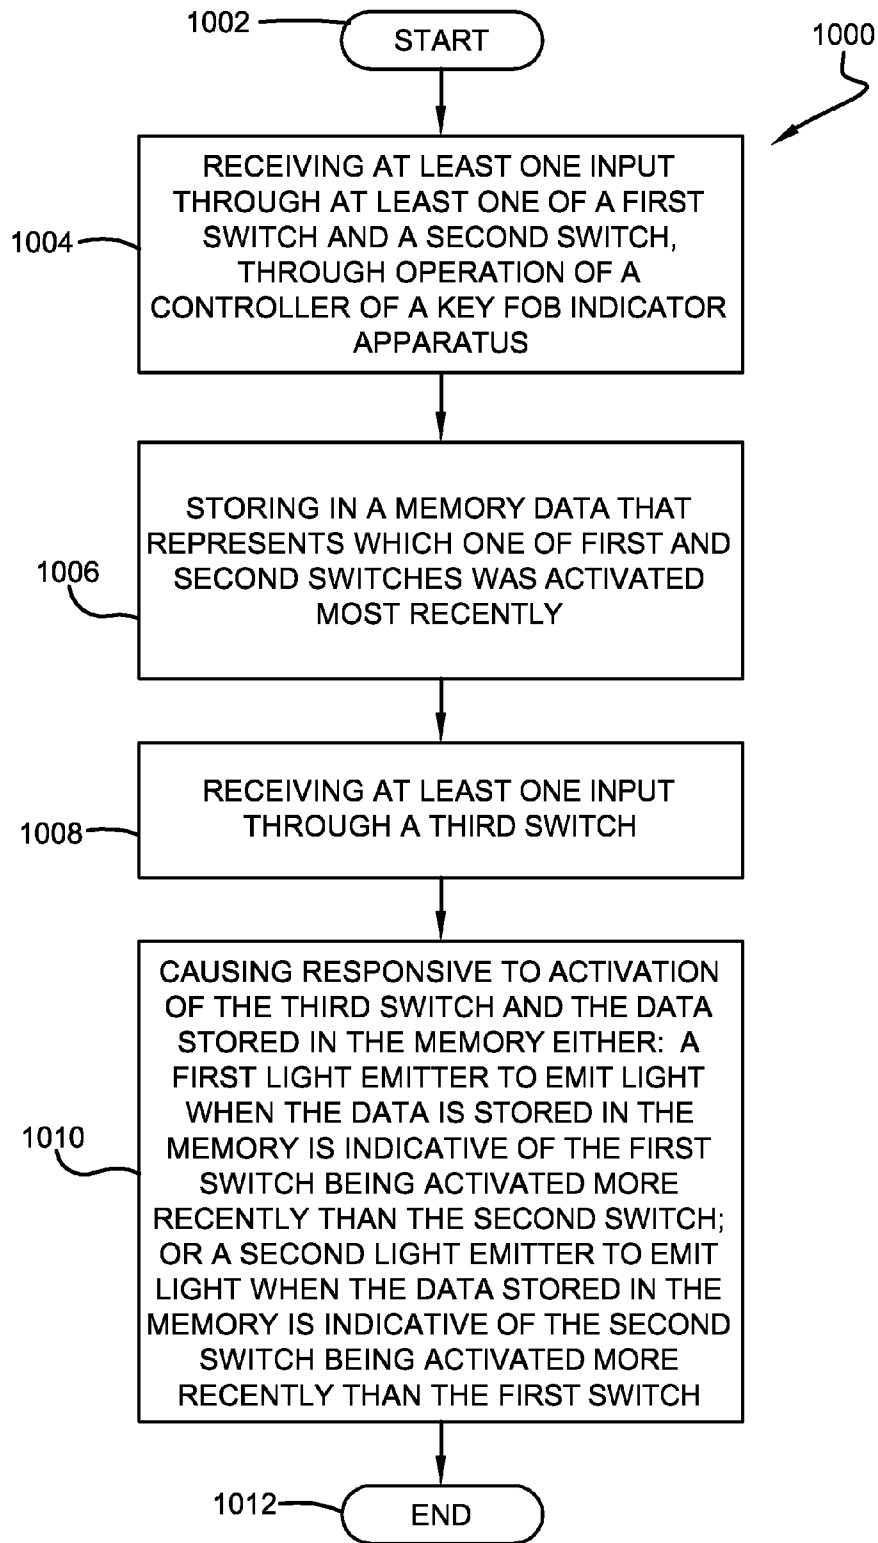 1002
START
1000
RECEIVING AT LEAST ONE INPUT
THROUGH AT LEAST ONE OF A FIRST
SWITCH AND A SECOND SWITCH,
THROUGH OPERATION OF A
CONTROLLER OF A KEY FOB INDICATOR
APPARATUS
1004
STORING IN A MEMORY DATA THAT
REPRESENTS WHICH ONE OF FIRST AND
SECOND SWITCHES WAS ACTIVATED
MOST RECENTLY
1006
RECEIVING AT LEAST ONE INPUT
THROUGH A THIRD SWITCH
1008
CAUSING RESPONSIVE TO ACTIVATION
OF THE THIRD SWITCH AND THE DATA
STORED IN THE MEMORY EITHER: A
FIRST LIGHT EMITTER TO EMIT LIGHT
WHEN THE DATA IS STORED IN THE
MEMORY IS INDICATIVE OF THE FIRST
SWITCH BEING ACTIVATED MORE
RECENTLY THAN THE SECOND SWITCH;
OR A SECOND LIGHT EMITTER TO EMIT
LIGHT WHEN THE DATA STORED IN THE
MEMORY IS INDICATIVE OF THE SECOND
SWITCH BEING ACTIVATED MORE
RECENTLY THAN THE FIRST SWITCH
1010
1012
END